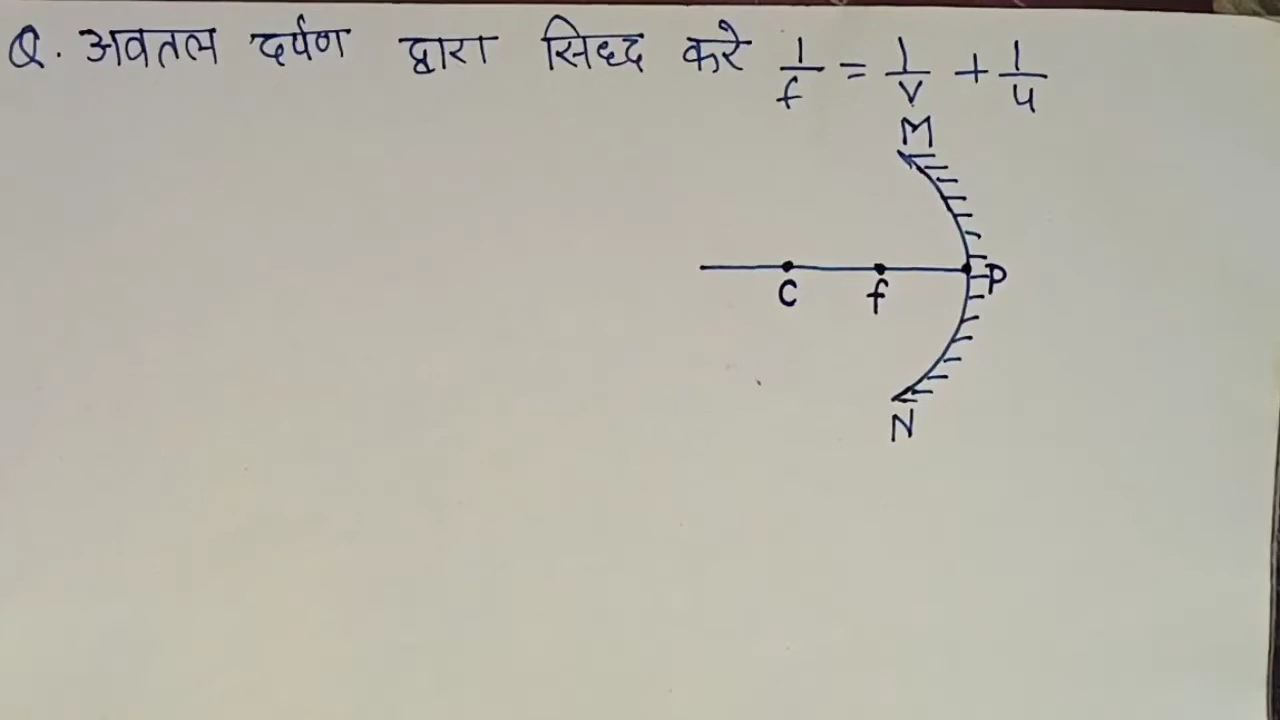 Q. अवतल दर्पण द्वारा सिध्द करे 1/f = 1/v + 1/u
M
C f P
N